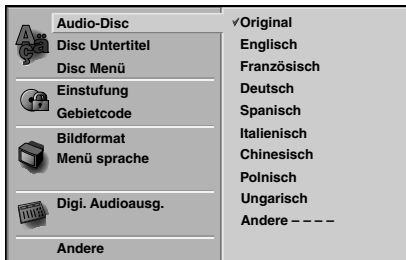 Audio-Disc
Disc Untertitel
Disc Menü
Einstufung
Gebietcode
Bildformat
Menü sprache
Digi. Audioausg.
Andere
✓Original
Englisch
Französisch
Deutsch
Spanisch
Italienisch
Chinesisch
Polnisch
Ungarisch
Andere – – – –